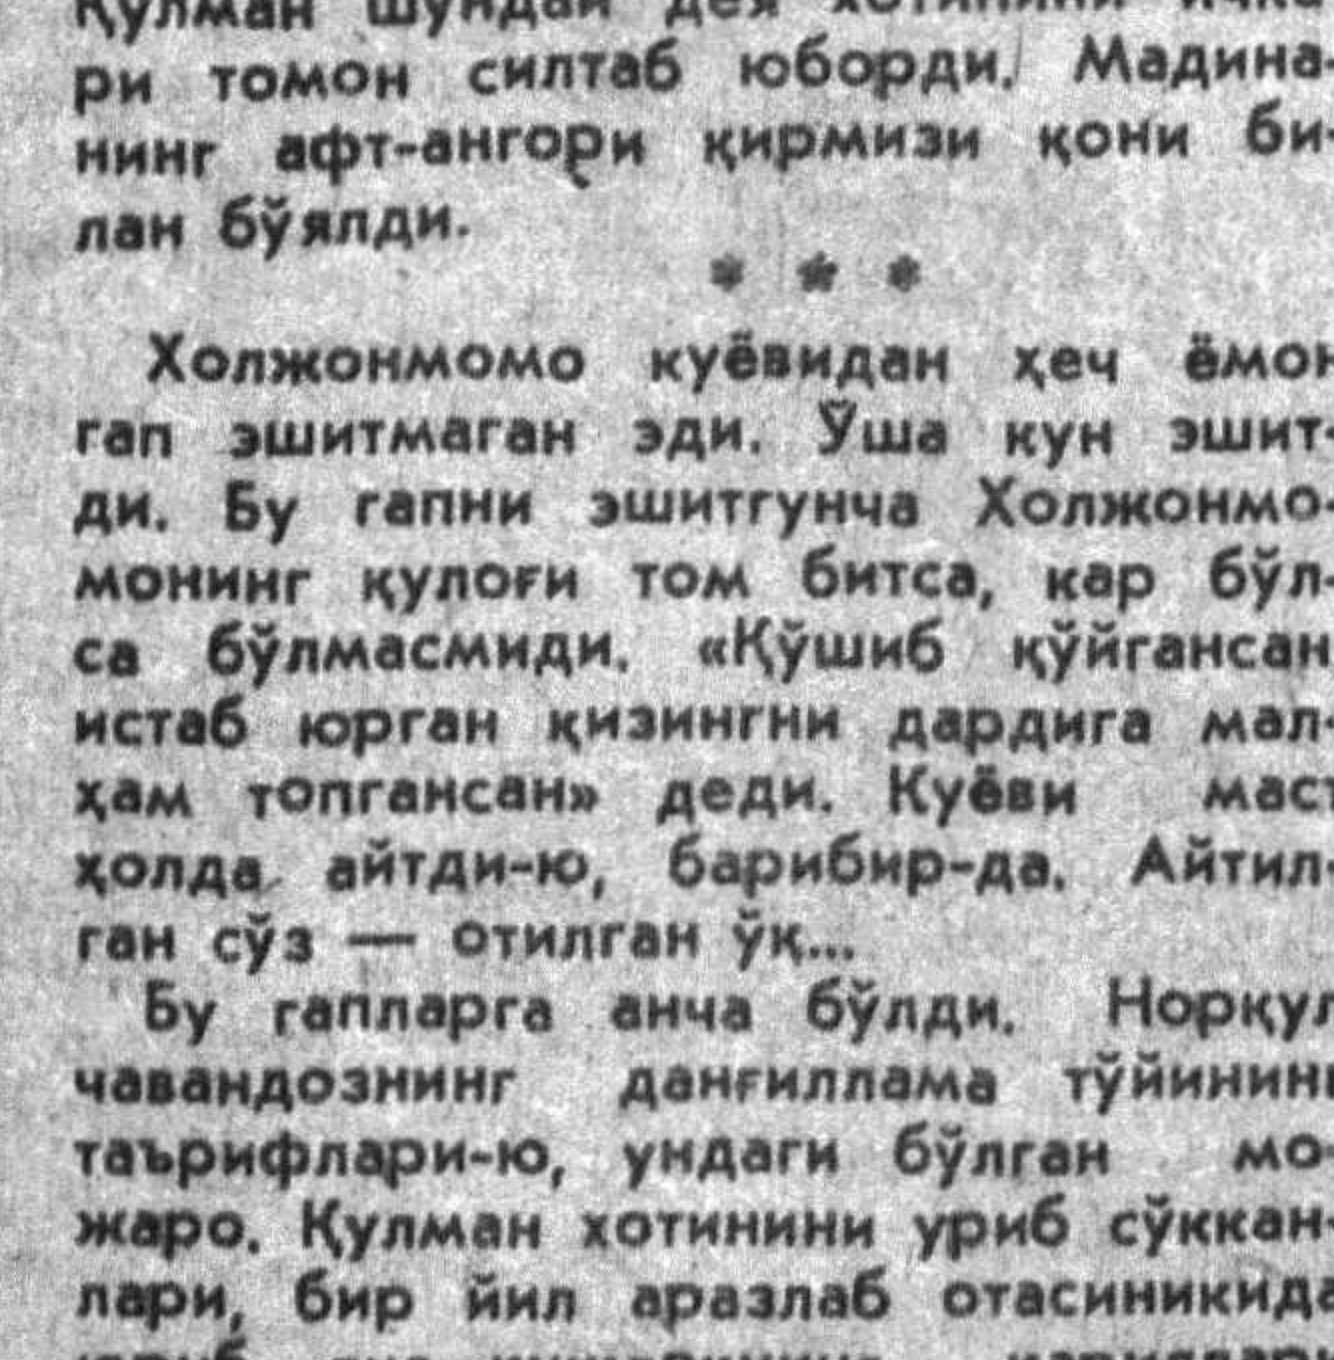 Қулман шундай дея хотинини ичка-
ри томон силтаб юборди. Мадина-
нинг афт-ангори қирмизи қони би-
лан бўялди.
* * *
Холжонмомо куёвидан ҳеч ёмон
гап эшитмаган эди. Ўша кун эшит-
ди. Бу гапни эшитгунча Холжонмо-
монинг қулоғи том битса, кар бўл-
са бўлмасмиди. «Қўшиб қўйгансан
истаб юрган қизингни дардига мал-
ҳам топгансан» деди. Куёви маст
ҳолда айтди-ю, барибир-да. Айтил-
ган сўз — отилган ўқ...
Бу гапларга анча бўлди. Норқул
чавандознинг данғиллама тўйининг
таърифлари-ю, ундаги бўлган мо-
жаро. Қулман хотинини уриб сўккан-
лари, бир йил аразлаб отасиникида